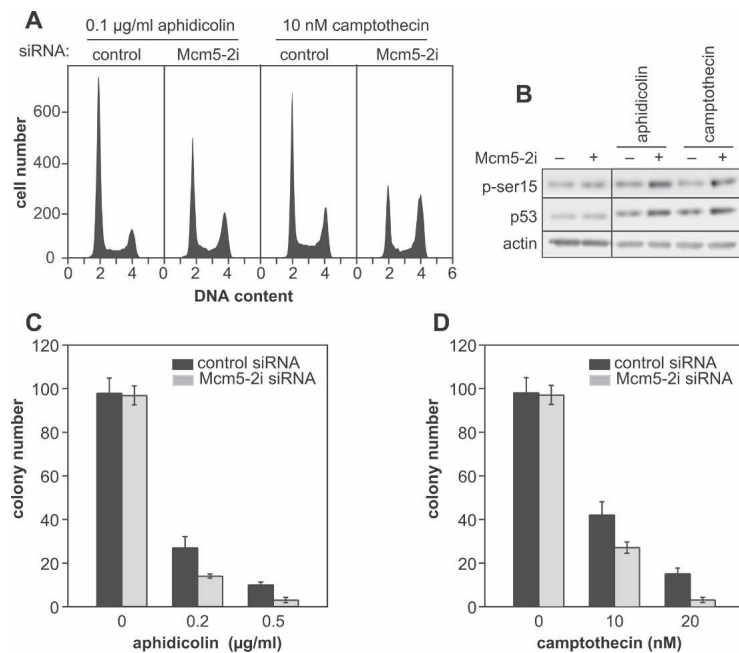 A
0.1 µg/ml aphidicolin 10 nM camptothecin
siRNA: control Mcm5-2i control Mcm5-2i
cell number
600
400
200
0
0 2 4 0 2 4 0 2 4 0 2 4 6
DNA content
B
aphidicolin
camptothecin
Mcm5-2i – + – + – +
p-ser15
p53
actin
C
control siRNA
Mcm5-2i siRNA
colony number
120
100
80
60
40
20
0
0 0.2 0.5
aphidicolin (µg/ml)
D
control siRNA
Mcm5-2i siRNA
colony number
120
100
80
60
40
20
0
0 10 20
camptothecin (nM)